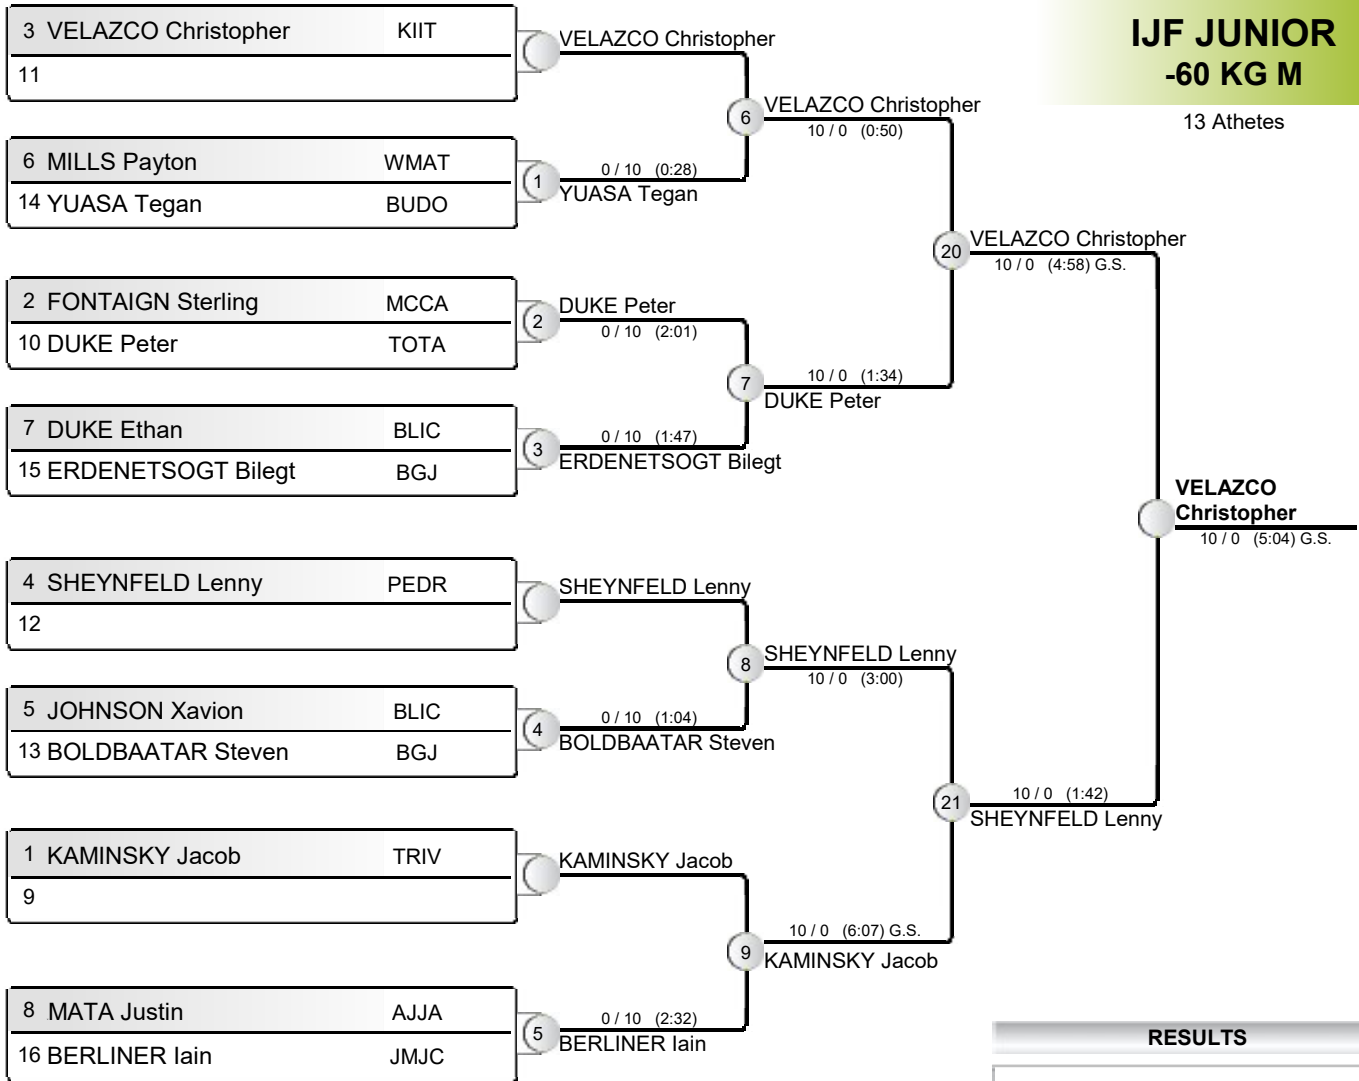 IJF JUNIOR
-60 KG M
13 Athetes
3 VELAZCO Christopher KIIT
11
6 MILLS Payton WMAT
14 YUASA Tegan BUDO
2 FONTAIGN Sterling MCCA
10 DUKE Peter TOTA
7 DUKE Ethan BLIC
15 ERDENETSOGT Bilegt BGJ
4 SHEYNFELD Lenny PEDR
12
5 JOHNSON Xavion BLIC
13 BOLDBAATAR Steven BGJ
1 KAMINSKY Jacob TRIV
9
8 MATA Justin AJJA
16 BERLINER Iain JMJC
VELAZCO Christopher
1
0 / 10 (0:28)
YUASA Tegan
2
DUKE Peter
0 / 10 (2:01)
3
0 / 10 (1:47)
ERDENETSOGT Bilegt
SHEYNFELD Lenny
4
0 / 10 (1:04)
BOLDBAATAR Steven
KAMINSKY Jacob
5
0 / 10 (2:32)
BERLINER Iain
6
VELAZCO Christopher
10 / 0 (0:50)
7
10 / 0 (1:34)
DUKE Peter
8
SHEYNFELD Lenny
10 / 0 (3:00)
9
10 / 0 (6:07) G.S.
KAMINSKY Jacob
20
VELAZCO Christopher
10 / 0 (4:58) G.S.
21
10 / 0 (1:42)
SHEYNFELD Lenny
VELAZCO
Christopher
10 / 0 (5:04) G.S.
RESULTS